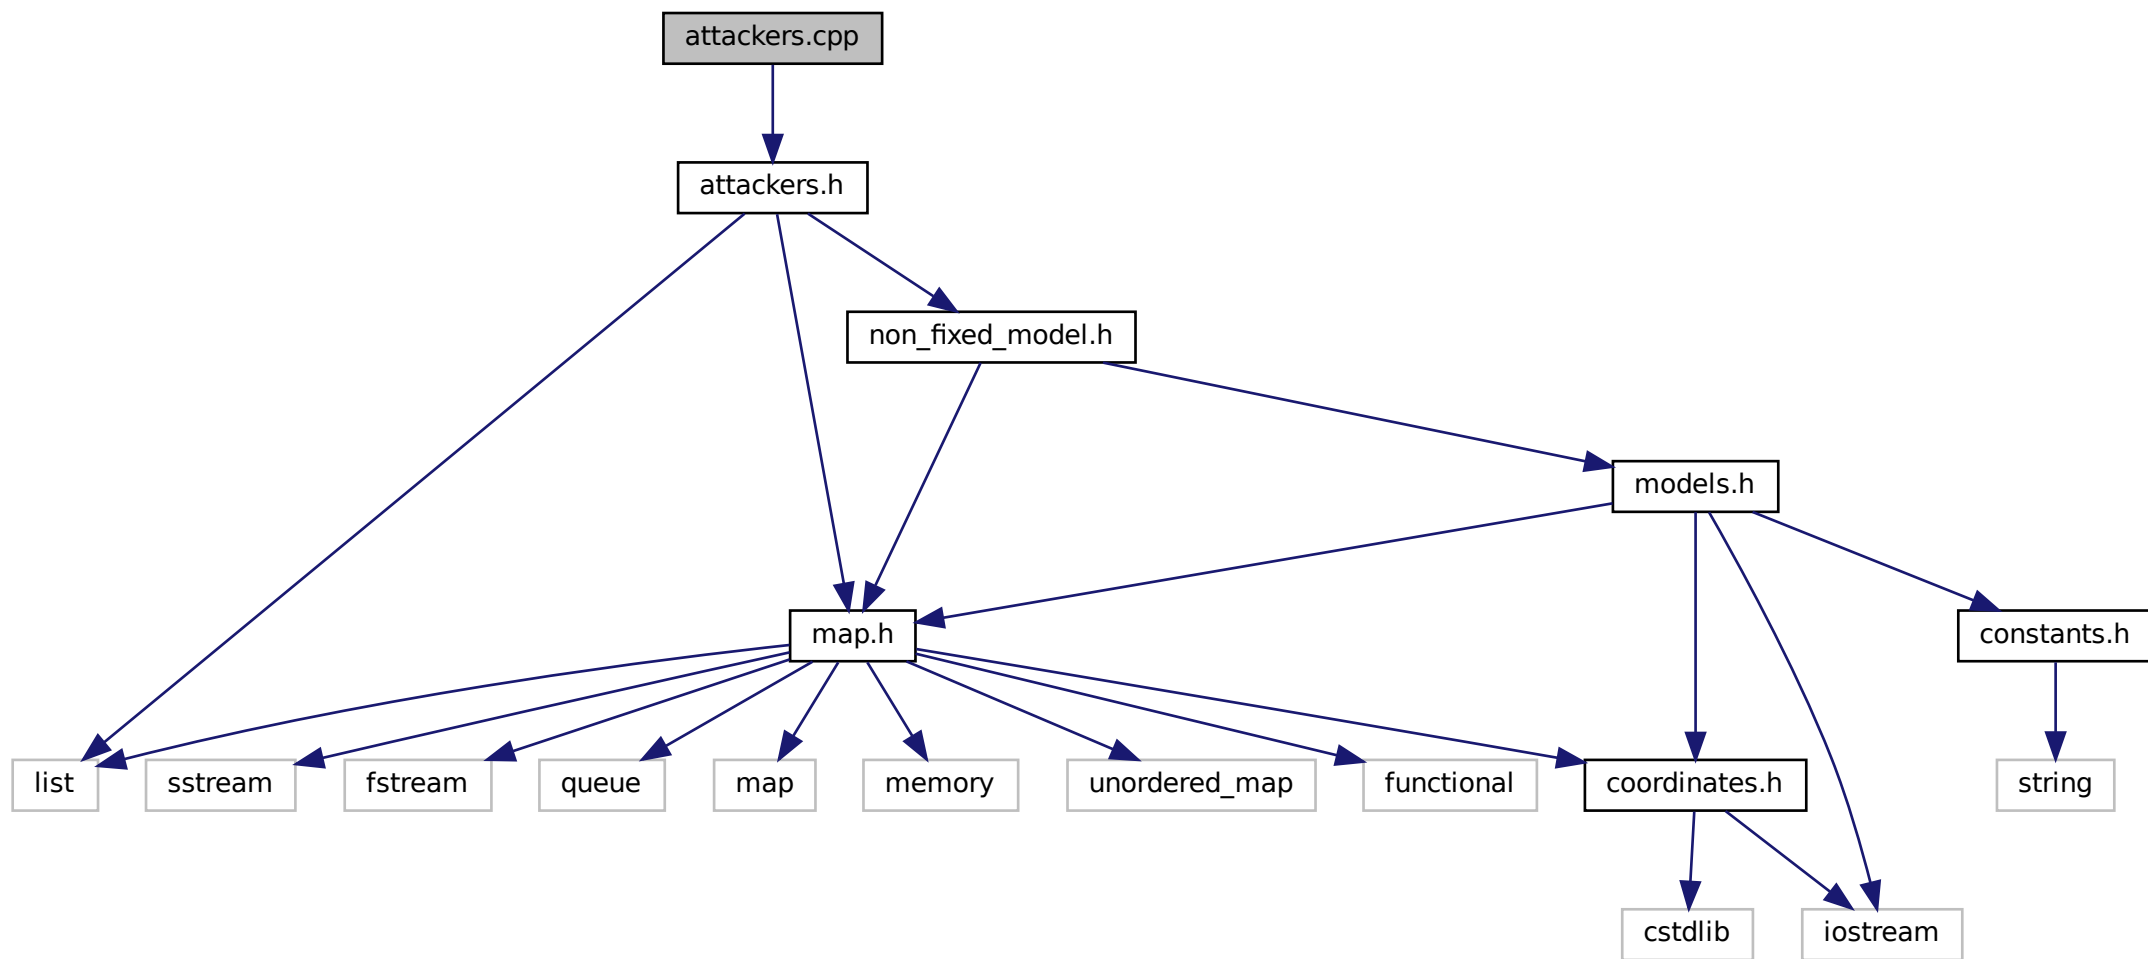 attackers.cpp
attackers.h
non_fixed_model.h
models.h
map.h
constants.h
list
sstream
fstream
queue
map
memory
unordered_map
functional
coordinates.h
string
cstdlib
iostream